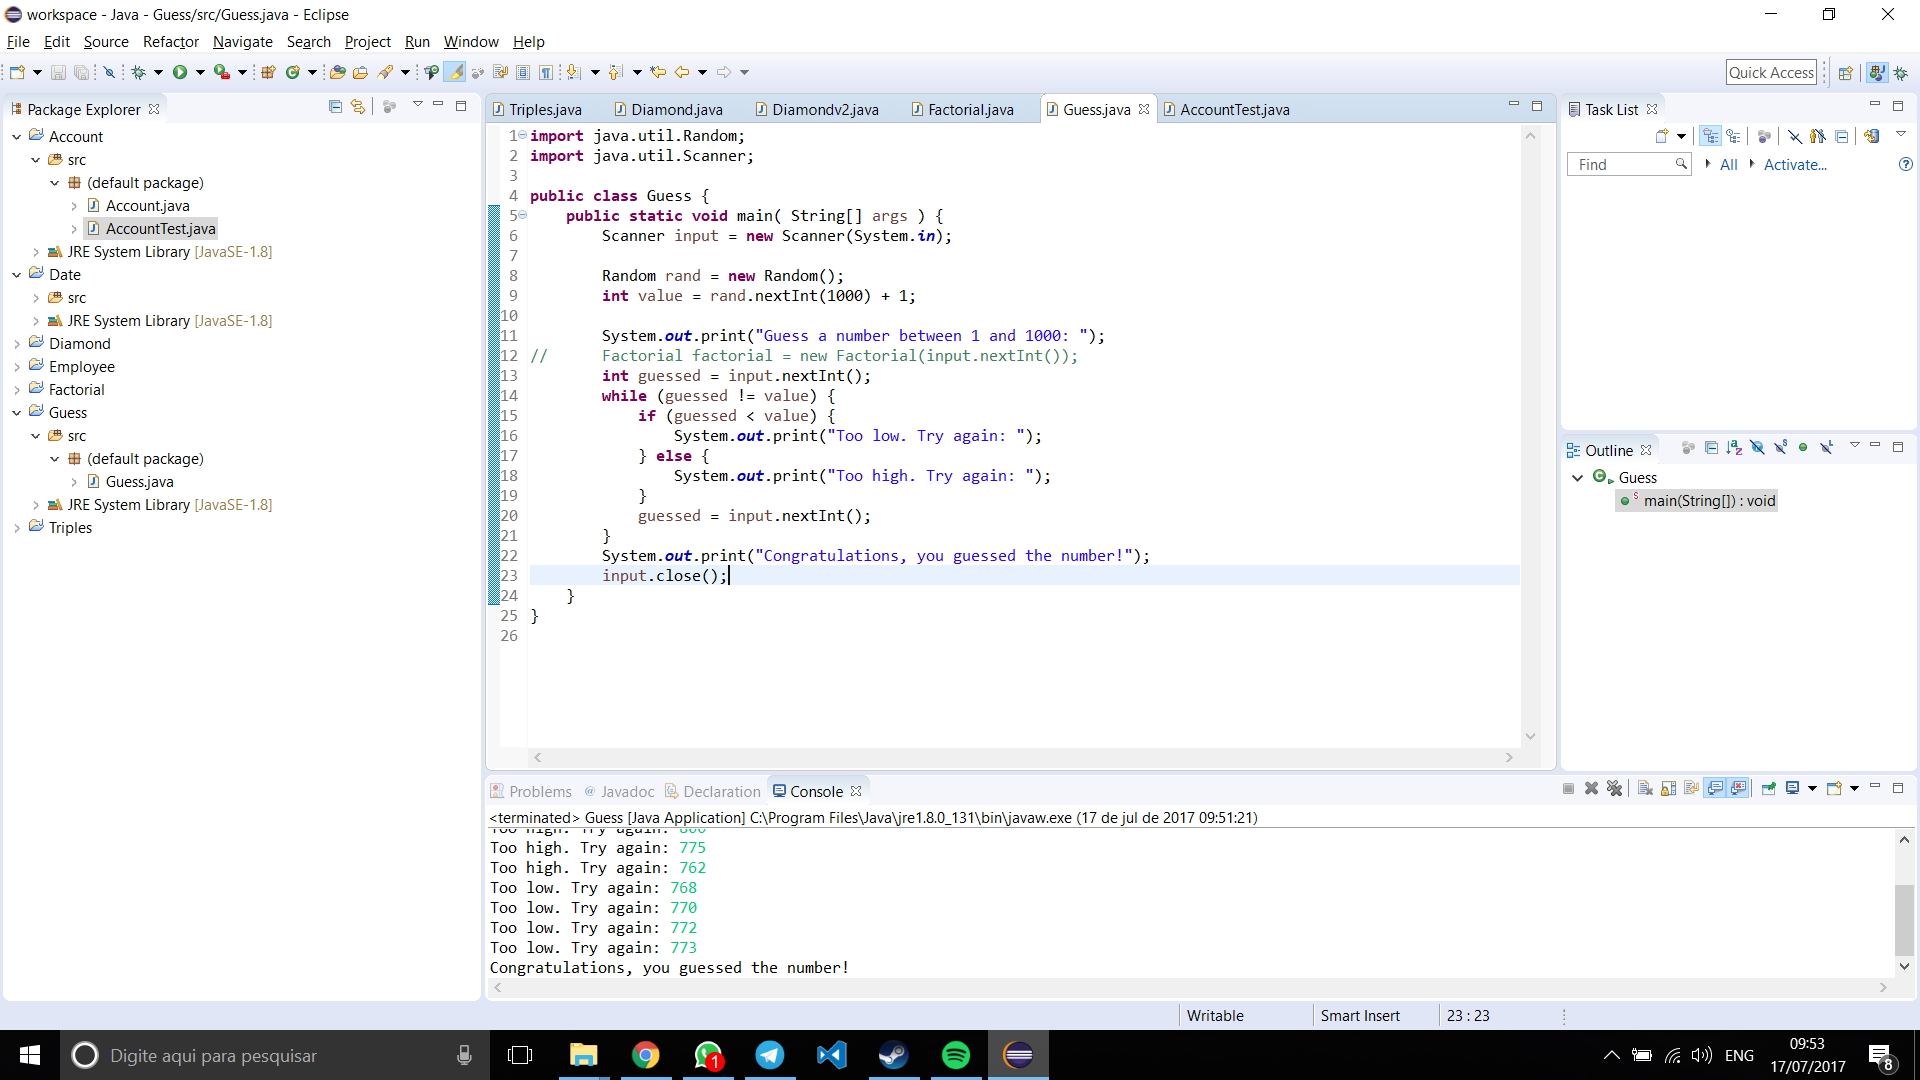 workspace - Java - Guess/src/Guess.java - Eclipse
File Edit Source Refactor Navigate Search Project Run Window Help
Quick Access
Package Explorer
Account
src
(default package)
Account.java
AccountTest.java
JRE System Library [JavaSE-1.8]
Date
src
JRE System Library [JavaSE-1.8]
Diamond
Employee
Factorial
Guess
src
(default package)
Guess.java
JRE System Library [JavaSE-1.8]
Triples
Triples.java Diamond.java Diamondv2.java Factorial.java Guess.java AccountTest.java
1 import java.util.Random;
2 import java.util.Scanner;
3
4 public class Guess {
5 public static void main( String[] args ) {
6 Scanner input = new Scanner(System.in);
7
8 Random rand = new Random();
9 int value = rand.nextInt(1000) + 1;
10
11 System.out.print("Guess a number between 1 and 1000: ");
12 // Factorial factorial = new Factorial(input.nextInt());
13 int guessed = input.nextInt();
14 while (guessed != value) {
15 if (guessed < value) {
16 System.out.print("Too low. Try again: ");
17 } else {
18 System.out.print("Too high. Try again: ");
19 }
20 guessed = input.nextInt();
21 }
22 System.out.print("Congratulations, you guessed the number!");
23 input.close();
24 }
25 }
26
Task List
Find All Activate...
Outline
Guess
main(String[]) : void
Problems @ Javadoc Declaration Console
<terminated> Guess [Java Application] C:\Program Files\Java\jre1.8.0_131\bin\javaw.exe (17 de jul de 2017 09:51:21)
Too high. Try again: 800
Too high. Try again: 775
Too high. Try again: 762
Too low. Try again: 768
Too low. Try again: 770
Too low. Try again: 772
Too low. Try again: 773
Congratulations, you guessed the number!
Writable Smart Insert 23 : 23
Digite aqui para pesquisar
1
ENG
09:53
17/07/2017
8